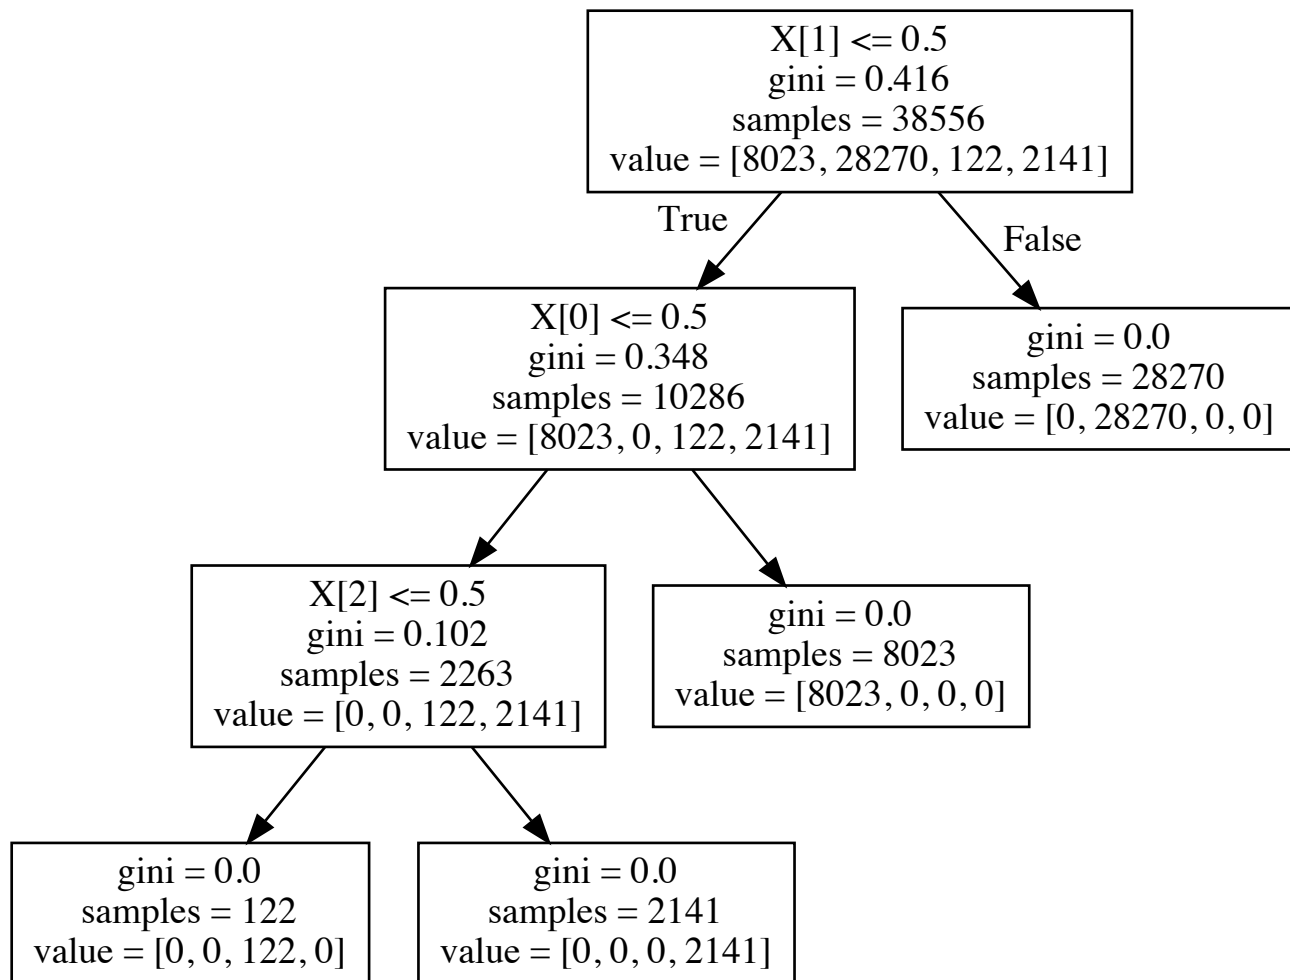 X[1] <= 0.5
gini = 0.416
samples = 38556
value = [8023, 28270, 122, 2141]
True
False
X[0] <= 0.5
gini = 0.348
samples = 10286
value = [8023, 0, 122, 2141]
gini = 0.0
samples = 28270
value = [0, 28270, 0, 0]
X[2] <= 0.5
gini = 0.102
samples = 2263
value = [0, 0, 122, 2141]
gini = 0.0
samples = 8023
value = [8023, 0, 0, 0]
gini = 0.0
samples = 122
value = [0, 0, 122, 0]
gini = 0.0
samples = 2141
value = [0, 0, 0, 2141]